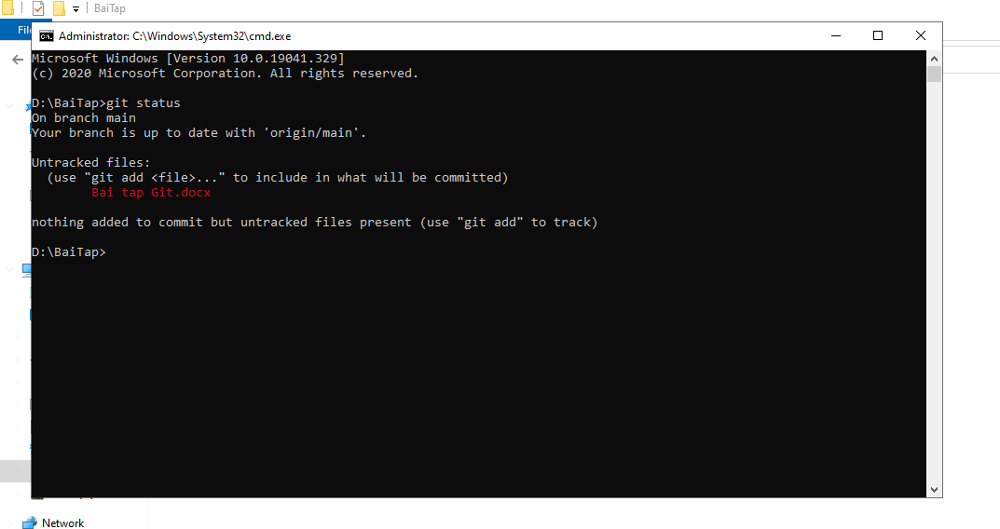 BaiTap
Administrator: C:\Windows\System32\cmd.exe
Microsoft Windows [Version 10.0.19041.329]
(c) 2020 Microsoft Corporation. All rights reserved.
D:\BaiTap>git status
On branch main
Your branch is up to date with 'origin/main'.
Untracked files:
(use "git add <file>..." to include in what will be committed)
Bai tap Git.docx
nothing added to commit but untracked files present (use "git add" to track)
D:\BaiTap>
Network